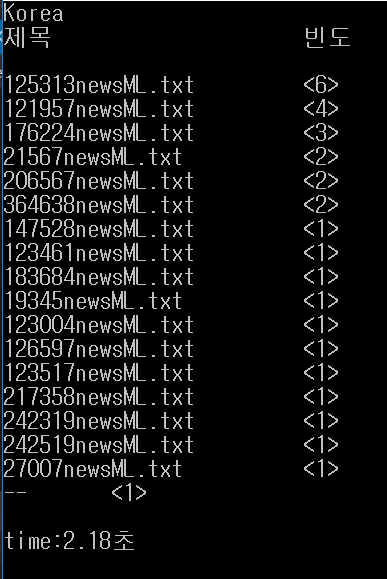 Korea
제목 빈도
125313newsML.txt <6>
121957newsML.txt <4>
176224newsML.txt <3>
21567newsML.txt <2>
206567newsML.txt <2>
364638newsML.txt <2>
147528newsML.txt <1>
123461newsML.txt <1>
183684newsML.txt <1>
19345newsML.txt <1>
123004newsML.txt <1>
126597newsML.txt <1>
123517newsML.txt <1>
217358newsML.txt <1>
242319newsML.txt <1>
242519newsML.txt <1>
27007newsML.txt <1>
-- <1>
time:2.18초